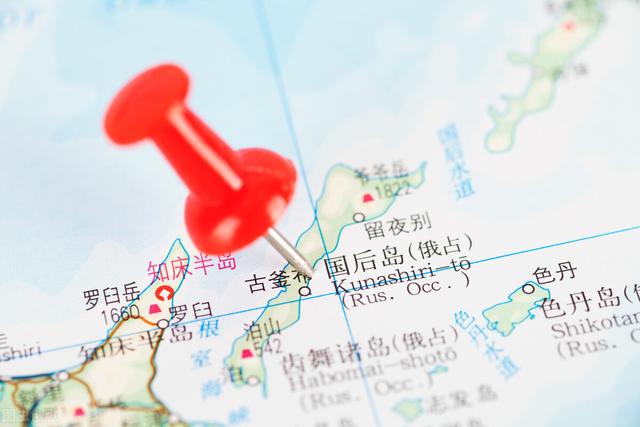 国后水道
爷爷岳
1822
留夜别
知床半岛
古釜布
国后岛(俄占)
Kunashiri-tō
(Rus. Occ.)
罗臼岳
1660
罗臼
色丹
色丹岛(
Shikotan
(Rus.
色丹水道
知床半岛
shiri
根室海峡
泊山
542
泊
齿舞诸岛(俄占)
Habomai-shotō
(Rus. Occ.)
志发岛